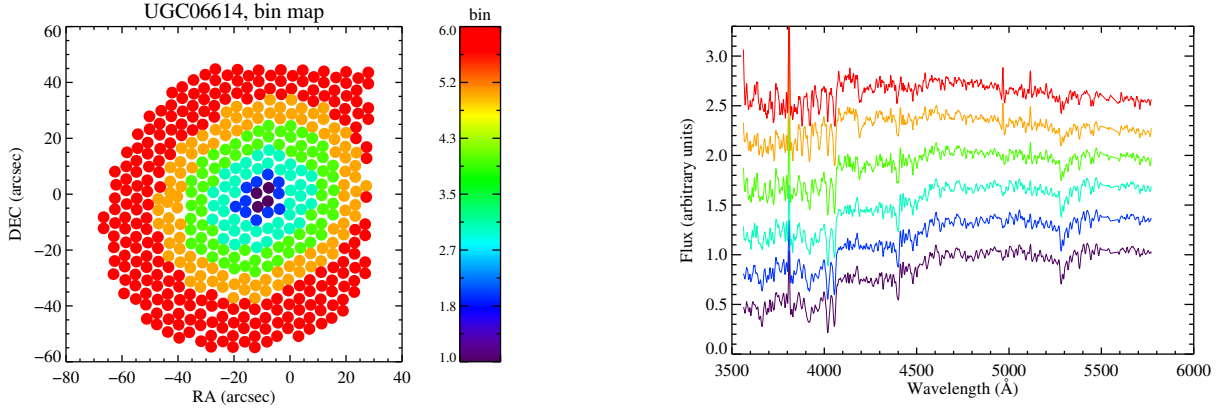 UGC06614, bin map
DEC (arcsec)
60
40
20
0
−20
−40
−60
−80 −60 −40 −20 0 20 40
RA (arcsec)
bin
6.0
5.2
4.3
3.5
2.7
1.8
1.0
Flux (arbitrary units)
3.0
2.5
2.0
1.5
1.0
0.5
0.0
3500 4000 4500 5000 5500 6000
Wavelength (Å)